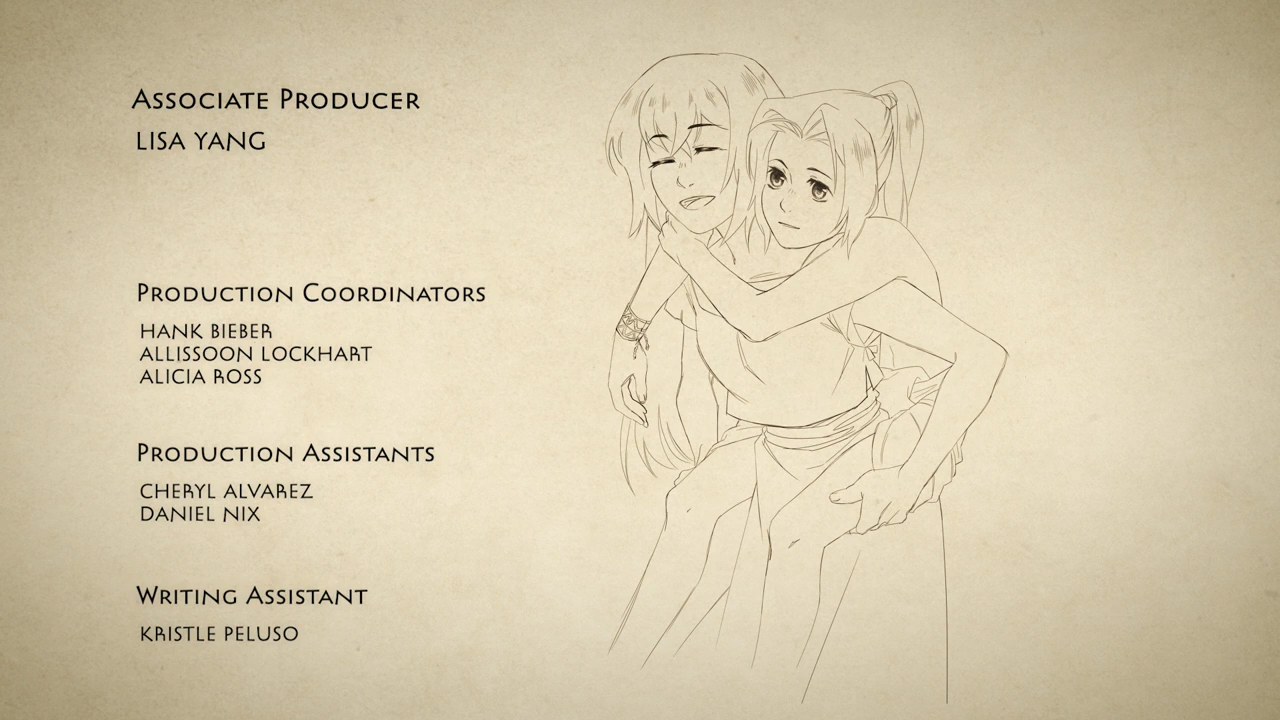 Associate Producer
LISA YANG
Production Coordinators
HANK BIEBER
ALLISSOON LOCKHART
ALICIA ROSS
Production Assistants
CHERYL ALVAREZ
DANIEL NIX
Writing Assistant
KRISTLE PELUSO